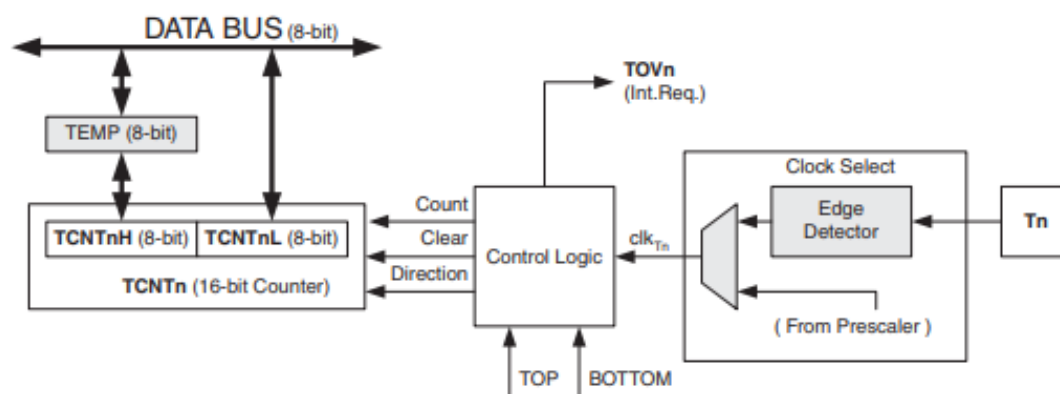 DATA BUS (8-bit)
TOVn
(Int.Req.)
TEMP (8-bit)
Clock Select
Count
Edge
Detector
Tn
TCNTnH (8-bit) TCNTnL (8-bit)
Clear
Control Logic
clkTn
TCNTn (16-bit Counter)
Direction
( From Prescaler )
TOP
BOTTOM